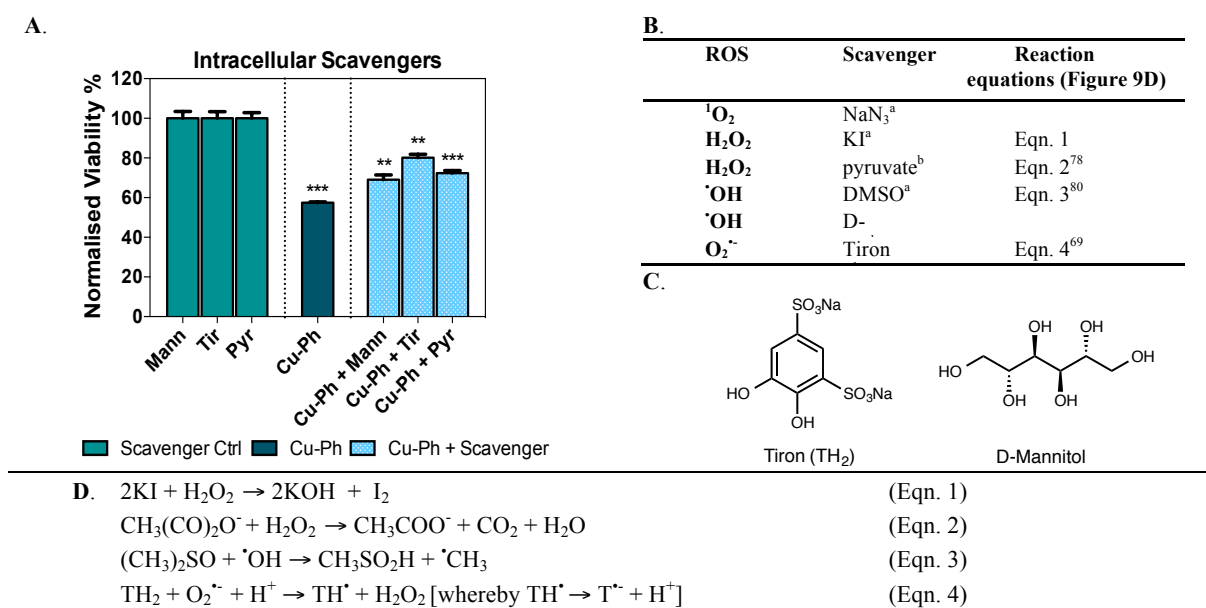 A.
Intracellular Scavengers
Normalised Viability %
120
100
80
60
40
20
0
***
**
**
***
Mann
Tir
Pyr
Cu-Ph
Cu-Ph + Mann
Cu-Ph + Tir
Cu-Ph + Pyr
Scavenger Ctrl Cu-Ph Cu-Ph + Scavenger
B.
ROS Scavenger Reaction
equations (Figure 9D)
¹O₂ NaN₃ᵃ
H₂O₂ KIᵃ Eqn. 1
H₂O₂ pyruvateᵇ Eqn. 2⁷⁸
•OH DMSOᵃ Eqn. 3⁸⁰
•OH D-
O₂•⁻ Tiron Eqn. 4⁶⁹
C.
SO₃Na
SO₃Na
HO
OH
Tiron (TH₂)
OH OH
HO OH
OH OH
D-Mannitol
D. 2KI + H₂O₂ → 2KOH + I₂ (Eqn. 1)
CH₃(CO)₂O⁻ + H₂O₂ → CH₃COO⁻ + CO₂ + H₂O (Eqn. 2)
(CH₃)₂SO + •OH → CH₃SO₂H + •CH₃ (Eqn. 3)
TH₂ + O₂•⁻ + H⁺ → TH• + H₂O₂ [whereby TH• → T•⁻ + H⁺] (Eqn. 4)